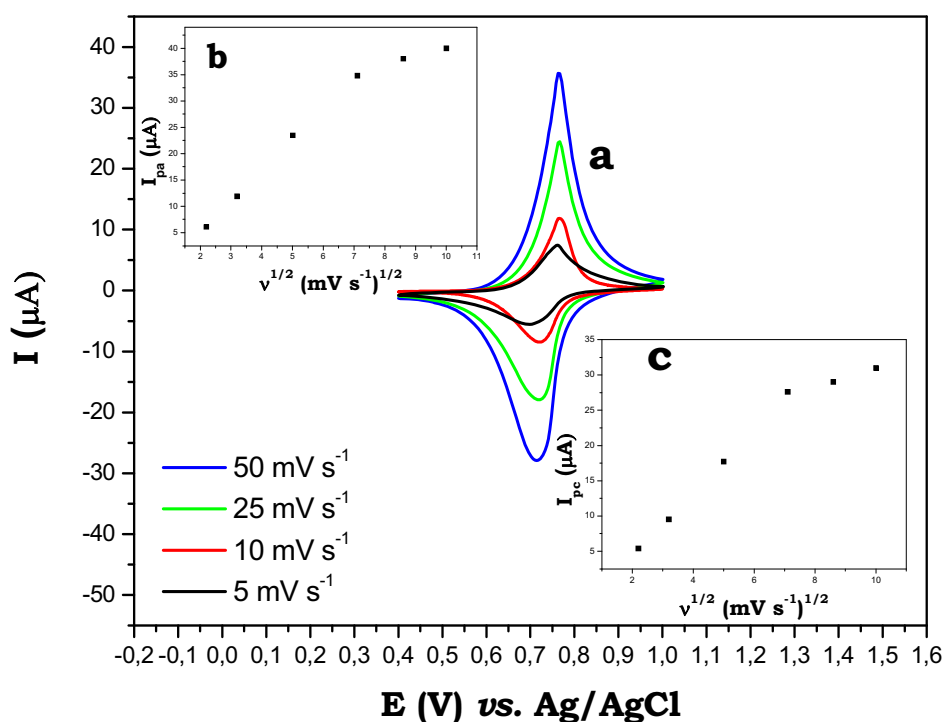 40
30
20
10
0
-10
-20
-30
-40
-50
I (µA)
-0,2 -0,1 0,0 0,1 0,2 0,3 0,4 0,5 0,6 0,7 0,8 0,9 1,0 1,1 1,2 1,3 1,4 1,5 1,6
E (V) vs. Ag/AgCl
a
50 mV s⁻¹
25 mV s⁻¹
10 mV s⁻¹
5 mV s⁻¹
b
40
35
30
25
20
15
10
5
I pa (µA)
2 3 4 5 6 7 8 9 10 11
ν^1/2 (mV s⁻¹)^1/2
c
35
30
25
20
15
10
5
I pc (µA)
2 4 6 8 10
ν^1/2 (mV s⁻¹)^1/2